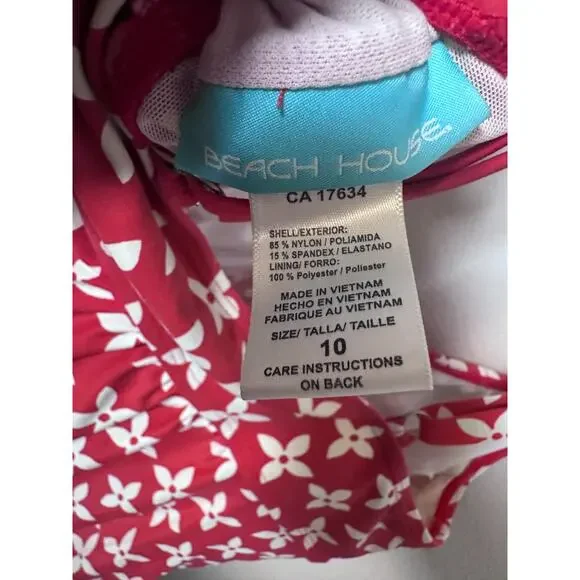 BEACH HOUSE
CA 17634
SHELL/EXTERIOR:
85 % NYLON / POLIAMIDA
15 % SPANDEX / ELASTANO
LINING/ FORRO:
100 % Polyester / Poliester
MADE IN VIETNAM
HECHO EN VIETNAM
FABRIQUE AU VIETNAM
SIZE/ TALLA/ TAILLE
10
CARE INSTRUCTIONS
ON BACK